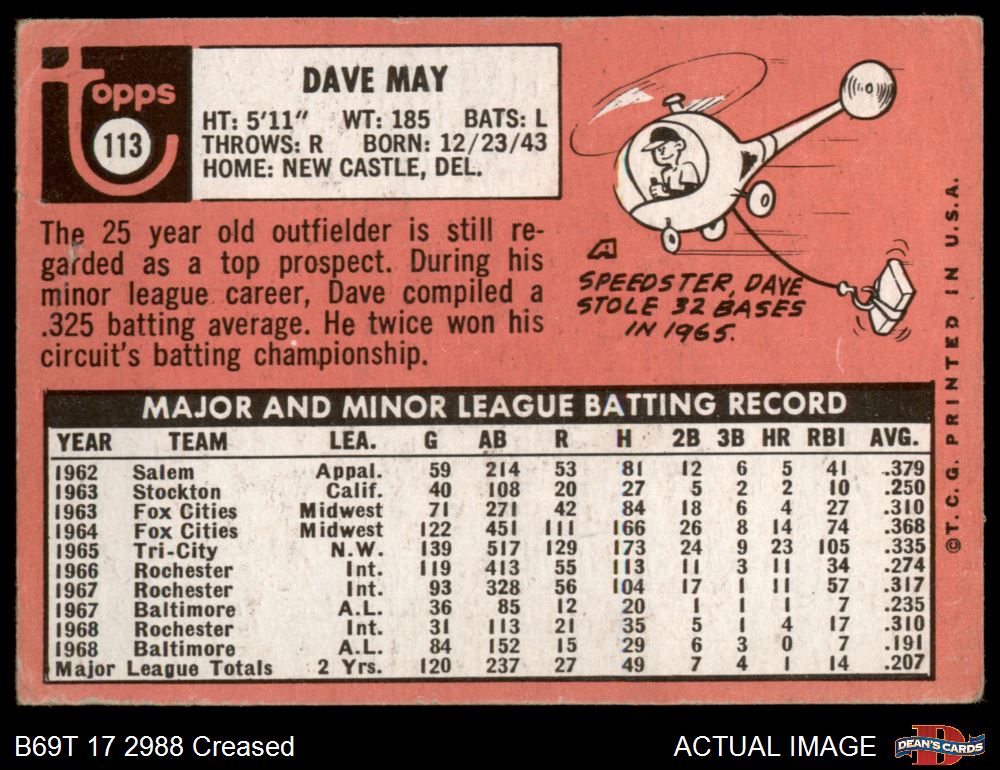 Topps
113
DAVE MAY
HT: 5'11" WT: 185 BATS: L
THROWS: R BORN: 12/23/43
HOME: NEW CASTLE, DEL.
The 25 year old outfielder is still re-
garded as a top prospect. During his
minor league career, Dave compiled a
.325 batting average. He twice won his
circuit's batting championship.
A
SPEEDSTER, DAVE
STOLE 32 BASES
IN 1965.
MAJOR AND MINOR LEAGUE BATTING RECORD
YEAR TEAM LEA. G AB R H 2B 3B HR RBI AVG.
1962 Salem Appal. 59 214 53 81 12 6 5 41 .379
1963 Stockton Calif. 40 108 20 27 5 2 2 10 .250
1963 Fox Cities Midwest 71 271 42 84 18 6 4 27 .310
1964 Fox Cities Midwest 122 451 111 166 26 8 14 74 .368
1965 Tri-City N.W. 139 517 129 173 24 9 23 105 .335
1966 Rochester Int. 119 413 55 113 11 3 11 34 .274
1967 Rochester Int. 93 328 56 104 17 1 11 57 .317
1967 Baltimore A.L. 36 85 12 20 1 1 1 7 .235
1968 Rochester Int. 31 113 21 35 5 1 4 17 .310
1968 Baltimore A.L. 84 152 15 29 6 3 0 7 .191
Major League Totals 2 Yrs. 120 237 27 49 7 4 1 14 .207
©T.C.G. PRINTED IN U.S.A.
B69T 17 2988 Creased
ACTUAL IMAGE
DEAN'S CARDS